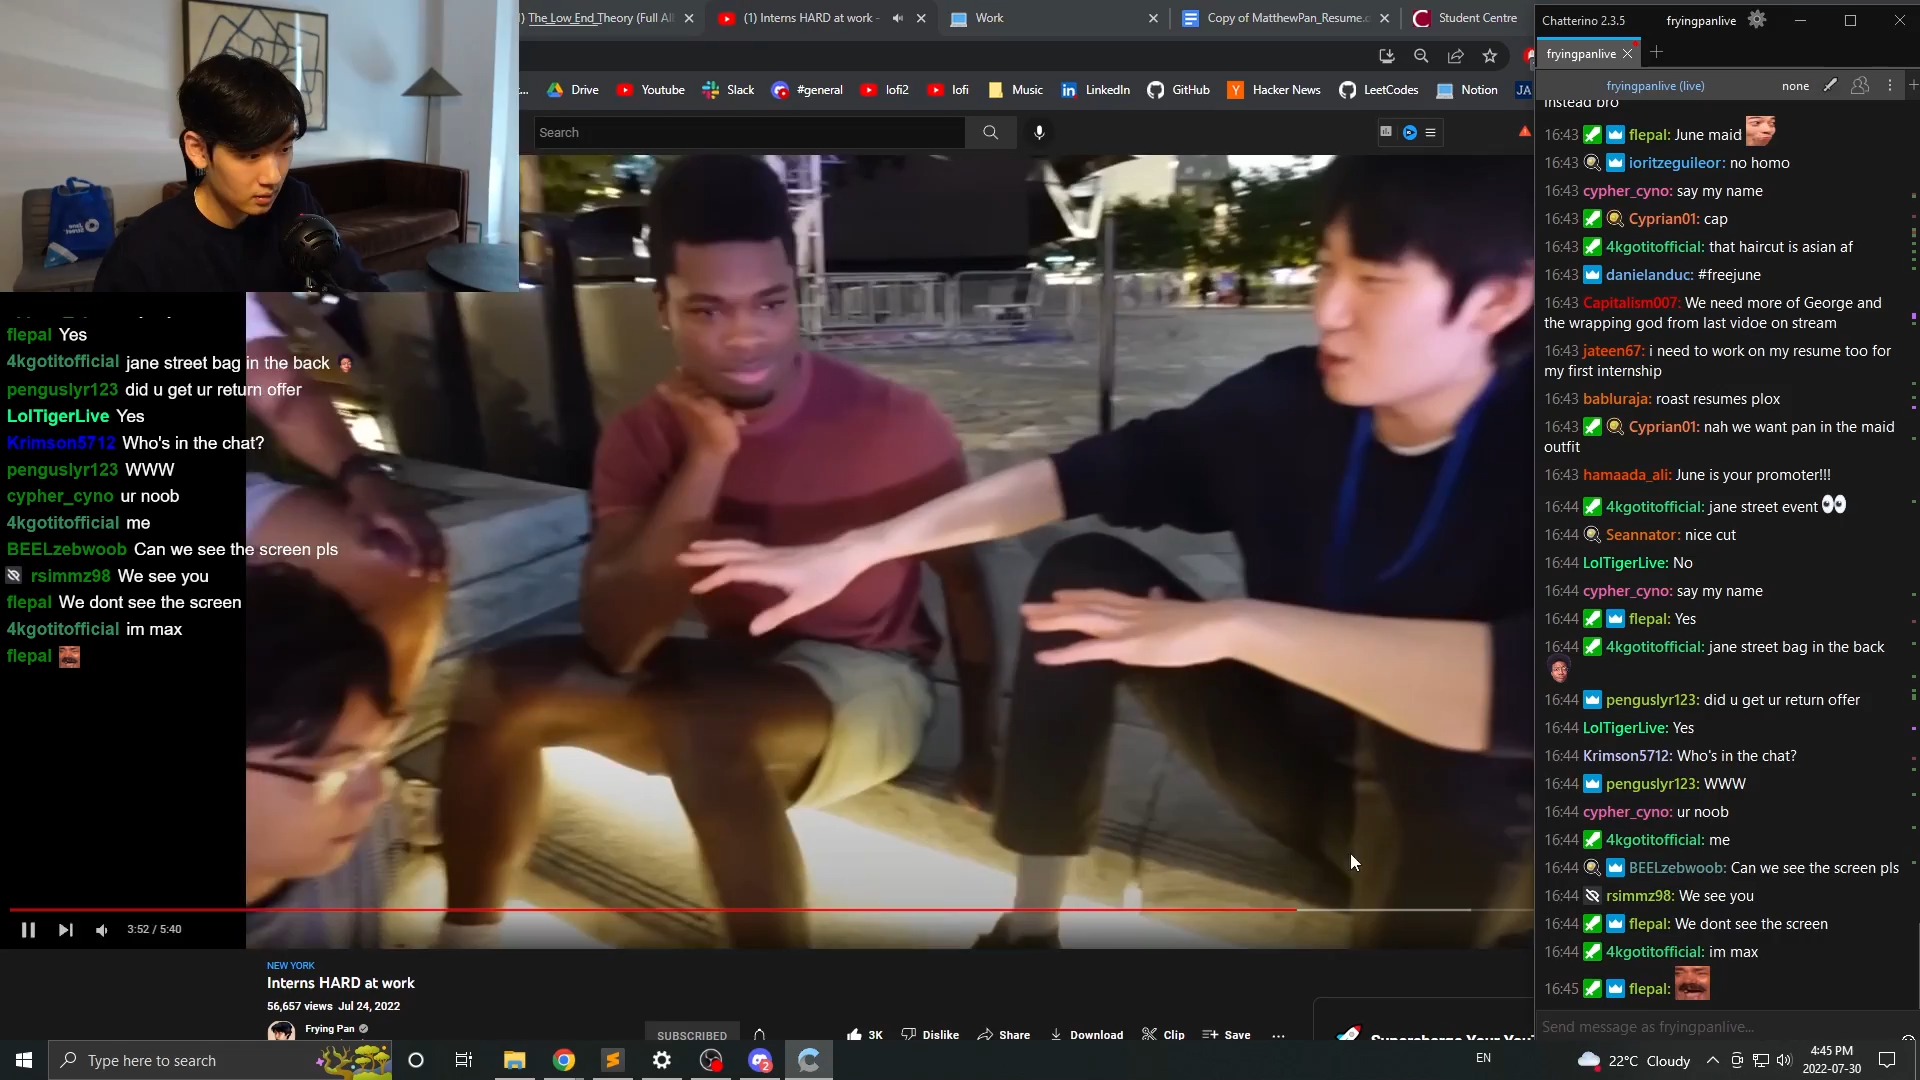 The Low End Theory (Full Al
(1) Interns HARD at work -
Work
Copy of MatthewPan_Resume.
Student Centre
Drive
Youtube
Slack
#general
lofi2
lofi
Music
LinkedIn
GitHub
Hacker News
LeetCodes
Notion
JA
Search
flepal Yes
4kgotitofficial jane street bag in the back
penguslyr123 did u get ur return offer
LolTigerLive Yes
Krimson5712 Who's in the chat?
penguslyr123 WWW
cypher_cyno ur noob
4kgotitofficial me
BEELzebwoob Can we see the screen pls
rsimmz98 We see you
flepal We dont see the screen
4kgotitofficial im max
flepal
3:52 / 5:40
NEW YORK
Interns HARD at work
56,657 views Jul 24, 2022
Frying Pan
SUBSCRIBED
3K
Dislike
Share
Download
Clip
Save
Chatterino 2.3.5
fryingpanlive
fryingpanlive
fryingpanlive (live)
none
instead bro
16:43 flepal: June maid
16:43 ioritzeguileor: no homo
16:43 cypher_cyno: say my name
16:43 Cyprian01: cap
16:43 4kgotitofficial: that haircut is asian af
16:43 danielanduc: #freejune
16:43 Capitalism007: We need more of George and
the wrapping god from last vidoe on stream
16:43 jateen67: i need to work on my resume too for
my first internship
16:43 babluraja: roast resumes plox
16:43 Cyprian01: nah we want pan in the maid
outfit
16:43 hamaada_ali: June is your promoter!!!
16:44 4kgotitofficial: jane street event
16:44 Seannator: nice cut
16:44 LolTigerLive: No
16:44 cypher_cyno: say my name
16:44 flepal: Yes
16:44 4kgotitofficial: jane street bag in the back
16:44 penguslyr123: did u get ur return offer
16:44 LolTigerLive: Yes
16:44 Krimson5712: Who's in the chat?
16:44 penguslyr123: WWW
16:44 cypher_cyno: ur noob
16:44 4kgotitofficial: me
16:44 BEELzebwoob: Can we see the screen pls
16:44 rsimmz98: We see you
16:44 flepal: We dont see the screen
16:44 4kgotitofficial: im max
16:45 flepal:
Send message as fryingpanlive...
Type here to search
2
EN
22°C Cloudy
4:45 PM
2022-07-30